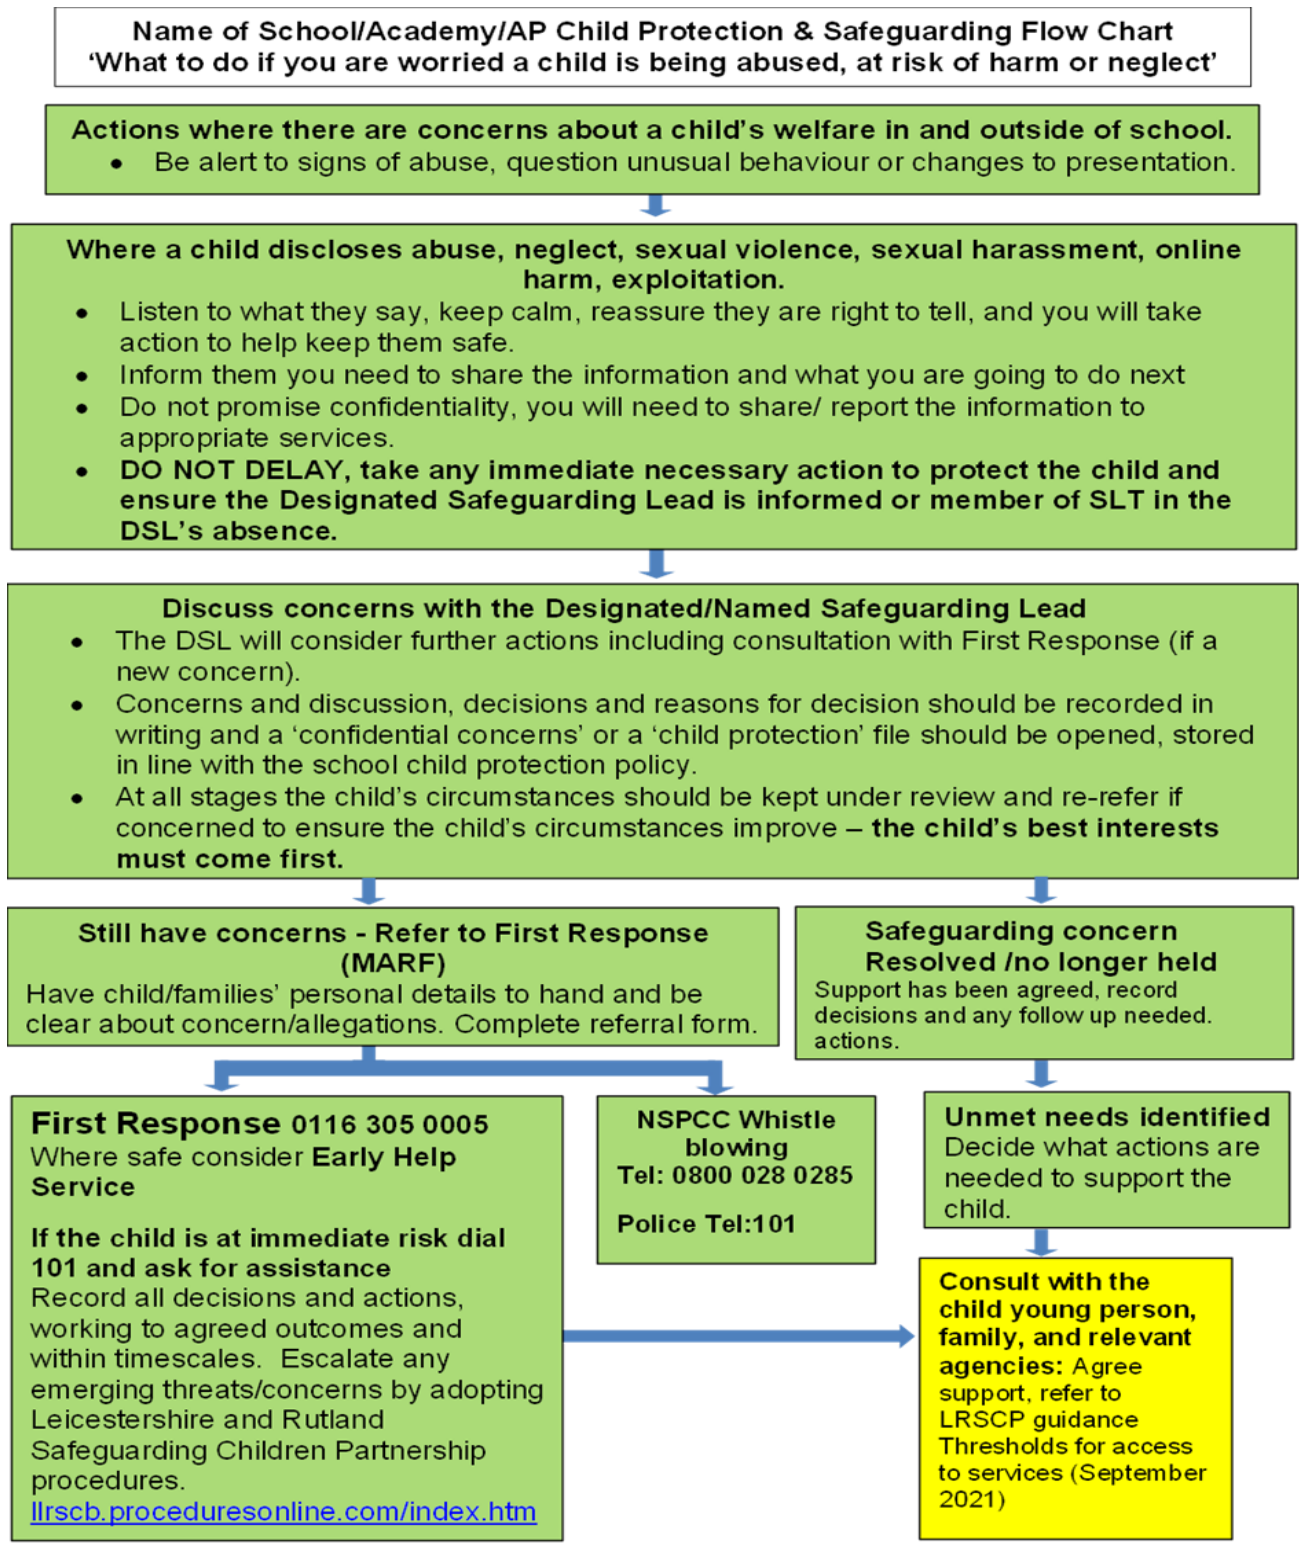 Name of School/Academy/AP Child Protection & Safeguarding Flow Chart
‘What to do if you are worried a child is being abused, at risk of harm or neglect’
Actions where there are concerns about a child’s welfare in and outside of school.
• Be alert to signs of abuse, question unusual behaviour or changes to presentation.
Where a child discloses abuse, neglect, sexual violence, sexual harassment, online
harm, exploitation.
• Listen to what they say, keep calm, reassure they are right to tell, and you will take
action to help keep them safe.
• Inform them you need to share the information and what you are going to do next
• Do not promise confidentiality, you will need to share/ report the information to
appropriate services.
• DO NOT DELAY, take any immediate necessary action to protect the child and
ensure the Designated Safeguarding Lead is informed or member of SLT in the
DSL’s absence.
Discuss concerns with the Designated/Named Safeguarding Lead
• The DSL will consider further actions including consultation with First Response (if a
new concern).
• Concerns and discussion, decisions and reasons for decision should be recorded in
writing and a ‘confidential concerns’ or a ‘child protection’ file should be opened, stored
in line with the school child protection policy.
• At all stages the child’s circumstances should be kept under review and re-refer if
concerned to ensure the child’s circumstances improve – the child’s best interests
must come first.
Still have concerns - Refer to First Response
(MARF)
Have child/families’ personal details to hand and be
clear about concern/allegations. Complete referral form.
Safeguarding concern
Resolved /no longer held
Support has been agreed, record
decisions and any follow up needed.
actions.
First Response 0116 305 0005
Where safe consider Early Help
Service
If the child is at immediate risk dial
101 and ask for assistance
Record all decisions and actions,
working to agreed outcomes and
within timescales. Escalate any
emerging threats/concerns by adopting
Leicestershire and Rutland
Safeguarding Children Partnership
procedures.
llrscb.proceduresonline.com/index.htm
NSPCC Whistle
blowing
Tel: 0800 028 0285
Police Tel:101
Unmet needs identified
Decide what actions are
needed to support the
child.
Consult with the
child young person,
family, and relevant
agencies: Agree
support, refer to
LRSCP guidance
Thresholds for access
to services (September
2021)